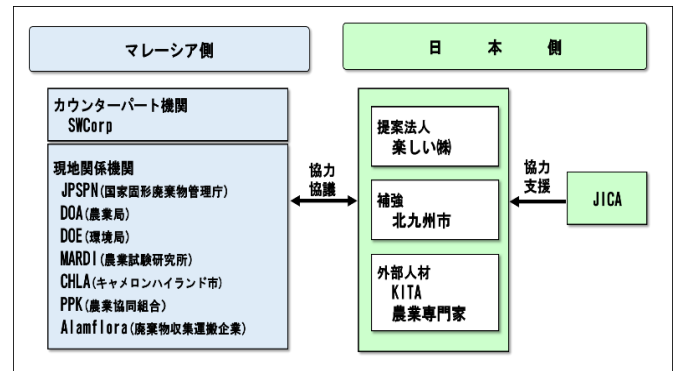 マレーシア側
日本側
カウンターパート機関
SWCorp
現地関係機関
JPSPN(国家固形廃棄物管理庁)
DOA(農業局)
DOE(環境局)
MARDI(農業試験研究所)
CHLA(キャメロンハイランド市)
PPK(農業協同組合)
Alamflora(廃棄物収集運搬企業)
協力
協議
提案法人
楽しい㈱
補強
北九州市
外部人材
KITA
農業専門家
協力
支援
JICA